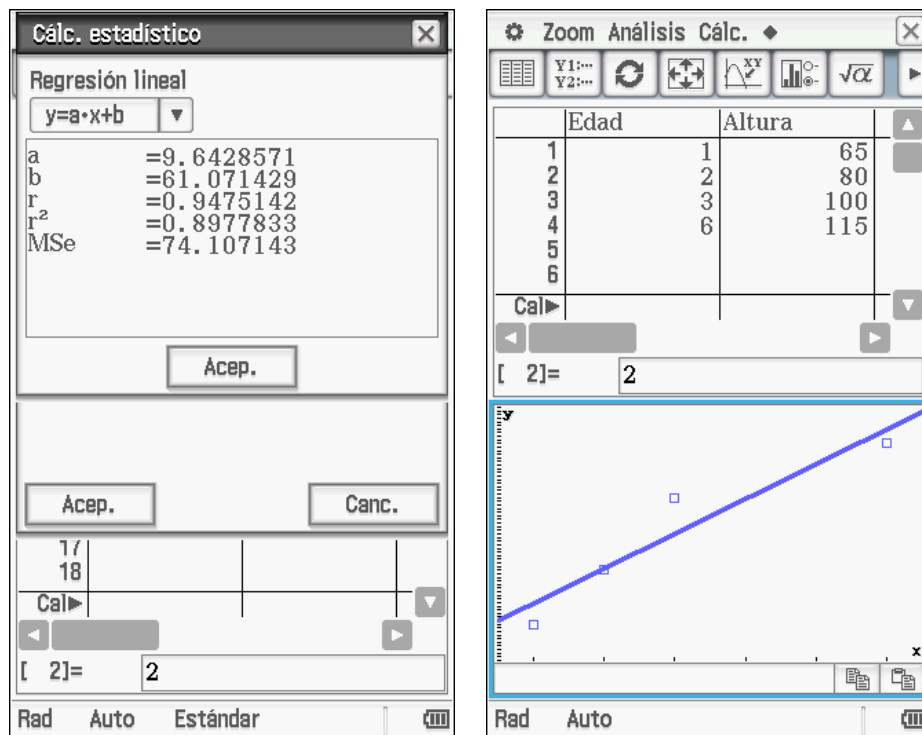 Cálc. estadístico
Regresión lineal
y=a·x+b
a =9.6428571
b =61.071429
r =0.9475142
r² =0.8977833
MSe =74.107143
Acep.
Acep. Canc.
17
18
Cal▶
[ 2]= 2
Rad Auto Estándar
Zoom Análisis Cálc.
Y1:···
Y2:···
XY
√α
Edad Altura
1 1 65
2 2 80
3 3 100
4 6 115
5
6
Cal▶
[ 2]= 2
y
x
Rad Auto